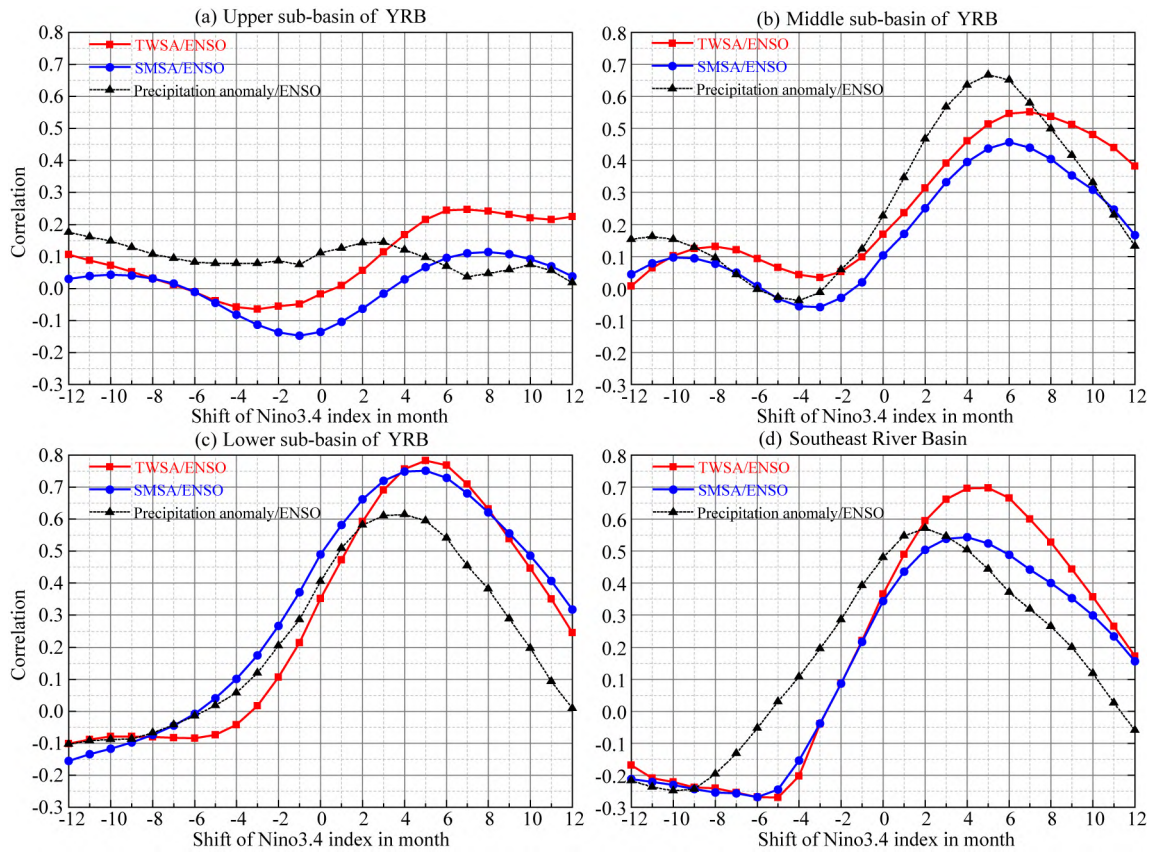 (a) Upper sub-basin of YRB
0.8
0.7
0.6
0.5
0.4
0.3
0.2
0.1
0.0
-0.1
-0.2
-0.3
Correlation
TWSA/ENSO
SMSA/ENSO
Precipitation anomaly/ENSO
-12 -10 -8 -6 -4 -2 0 2 4 6 8 10 12
Shift of Nino3.4 index in month
(b) Middle sub-basin of YRB
0.8
0.7
0.6
0.5
0.4
0.3
0.2
0.1
0.0
-0.1
-0.2
-0.3
TWSA/ENSO
SMSA/ENSO
Precipitation anomaly/ENSO
-12 -10 -8 -6 -4 -2 0 2 4 6 8 10 12
Shift of Nino3.4 index in month
(c) Lower sub-basin of YRB
0.8
0.7
0.6
0.5
0.4
0.3
0.2
0.1
0.0
-0.1
-0.2
-0.3
Correlation
TWSA/ENSO
SMSA/ENSO
Precipitation anomaly/ENSO
-12 -10 -8 -6 -4 -2 0 2 4 6 8 10 12
Shift of Nino3.4 index in month
(d) Southeast River Basin
0.8
0.7
0.6
0.5
0.4
0.3
0.2
0.1
0.0
-0.1
-0.2
-0.3
TWSA/ENSO
SMSA/ENSO
Precipitation anomaly/ENSO
-12 -10 -8 -6 -4 -2 0 2 4 6 8 10 12
Shift of Nino3.4 index in month